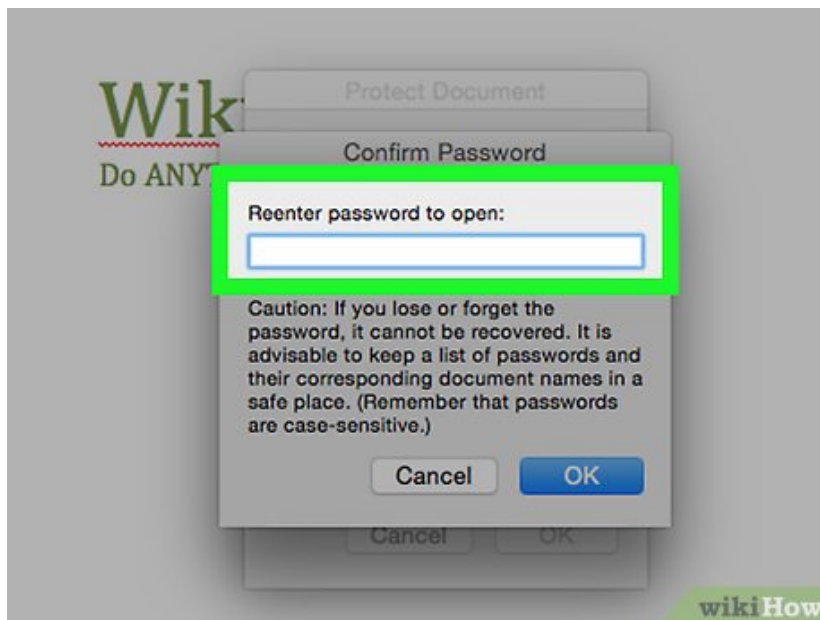 Wik
Protect Document
Confirm Password
Do ANY
Reenter password to open:
Caution: If you lose or forget the
password, it cannot be recovered. It is
advisable to keep a list of passwords and
their corresponding document names in a
safe place. (Remember that passwords
are case-sensitive.)
Cancel OK
Cancel OK
wikiHow